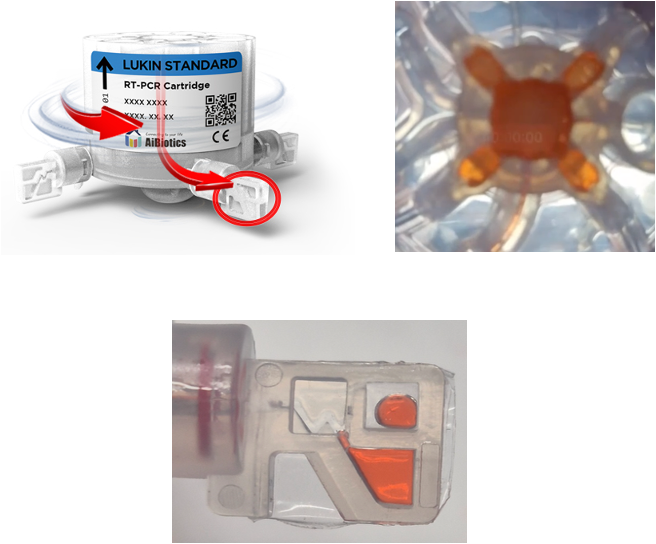 LUKIN STANDARD
RT-PCR Cartridge
XXXX XXXX
XXXX. XX. XX
01
AiBiotics
CE